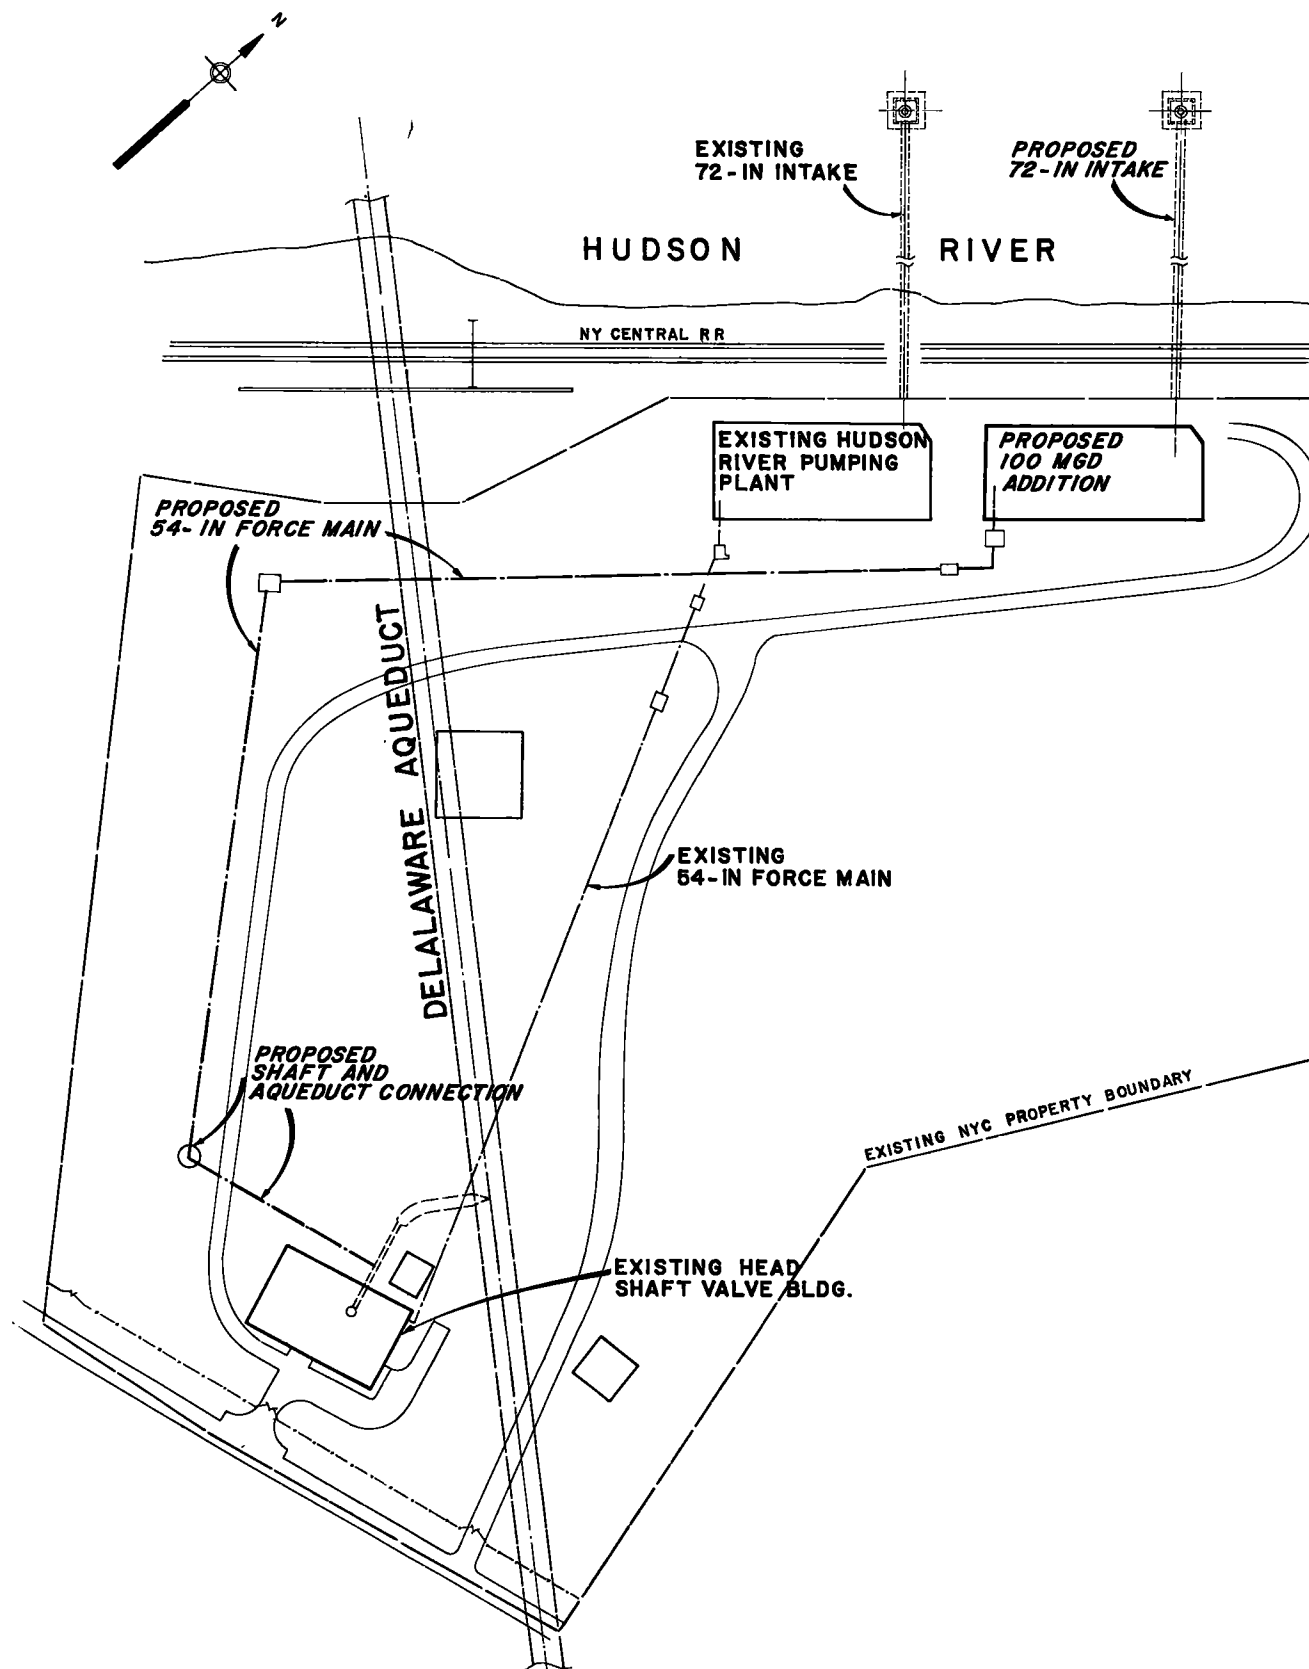 N
EXISTING
72-IN INTAKE
PROPOSED
72-IN INTAKE
HUDSON RIVER
NY CENTRAL RR
EXISTING HUDSON
RIVER PUMPING
PLANT
PROPOSED
100 MGD
ADDITION
PROPOSED
54-IN FORCE MAIN
DELALAWARE AQUEDUCT
EXISTING
54-IN FORCE MAIN
PROPOSED
SHAFT AND
AQUEDUCT CONNECTION
EXISTING NYC PROPERTY BOUNDARY
EXISTING HEAD
SHAFT VALVE BLDG.